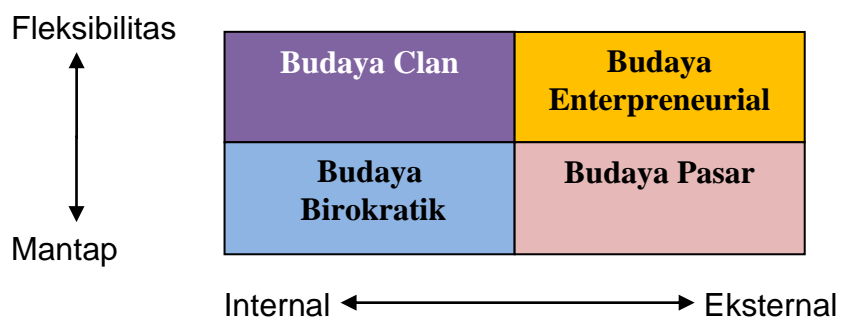 Fleksibilitas
Budaya Clan
Budaya
Enterpreneurial
Budaya
Birokratik
Budaya Pasar
Mantap
Internal
Eksternal